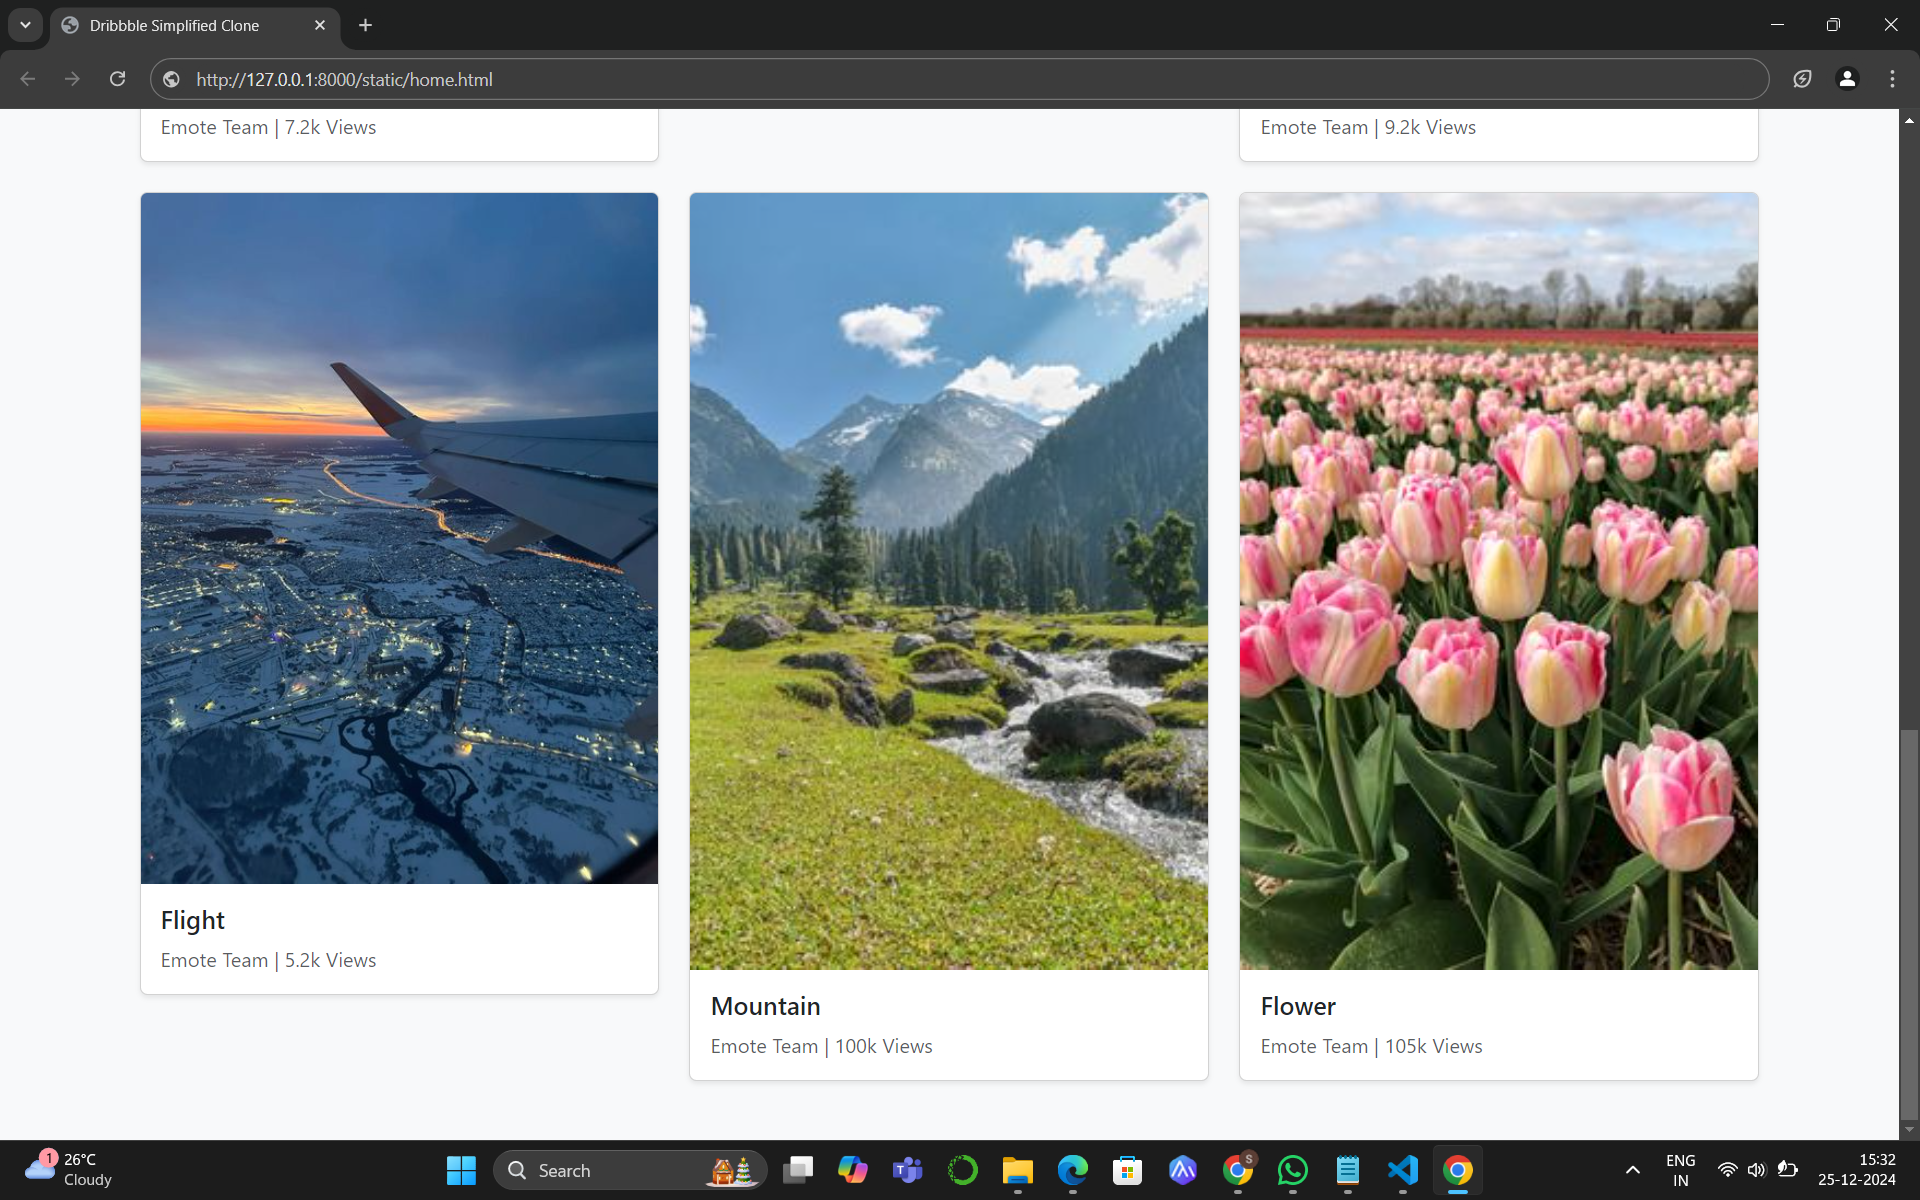 Dribbble Simplified Clone
http://127.0.0.1:8000/static/home.html
Emote Team | 7.2k Views
Emote Team | 9.2k Views
Flight
Emote Team | 5.2k Views
Mountain
Emote Team | 100k Views
Flower
Emote Team | 105k Views
1
26°C
Cloudy
Search
S
ENG
IN
15:32
25-12-2024